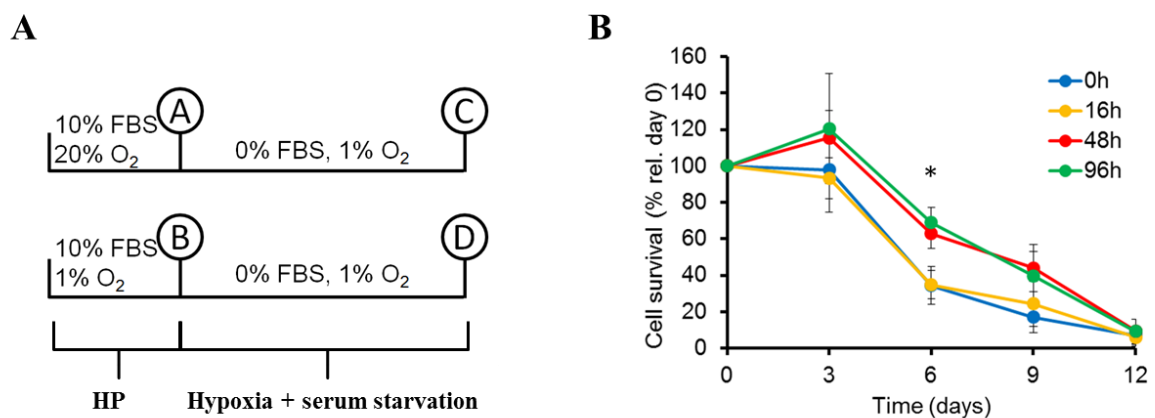 A
10% FBS
20% O₂
A
0% FBS, 1% O₂
C
10% FBS
1% O₂
B
0% FBS, 1% O₂
D
HP
Hypoxia + serum starvation
B
Cell survival (% rel. day 0)
160
140
120
100
80
60
40
20
0
0
3
6
9
12
Time (days)
*
0h
16h
48h
96h